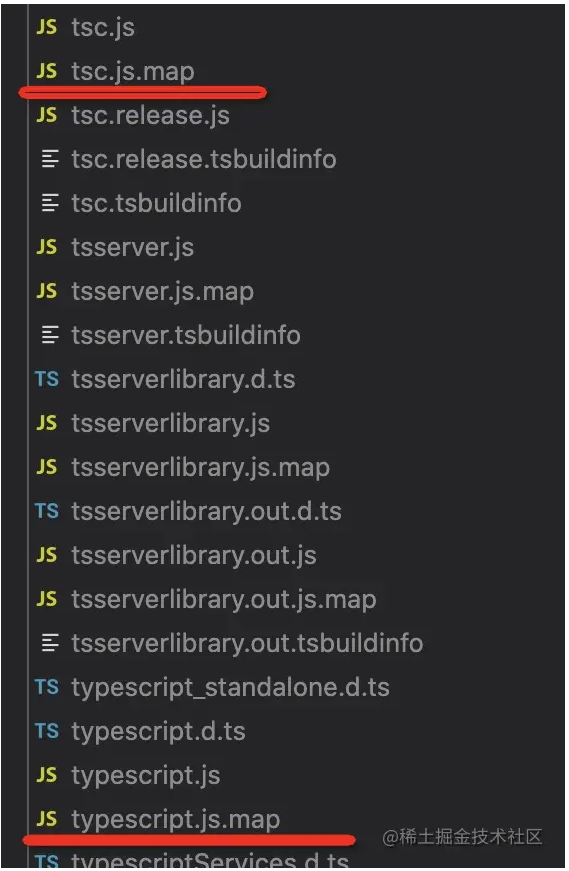 JS tsc.js
JS tsc.js.map
JS tsc.release.js
tsc.release.tsbuildinfo
tsc.tsbuildinfo
JS tsserver.js
JS tsserver.js.map
tsserver.tsbuildinfo
TS tsserverlibrary.d.ts
JS tsserverlibrary.js
JS tsserverlibrary.js.map
TS tsserverlibrary.out.d.ts
JS tsserverlibrary.out.js
JS tsserverlibrary.out.js.map
tsserverlibrary.out.tsbuildinfo
TS typescript_standalone.d.ts
TS typescript.d.ts
JS typescript.js
JS typescript.js.map
@稀土掘金技术社区
TS typescriptServices.d.ts